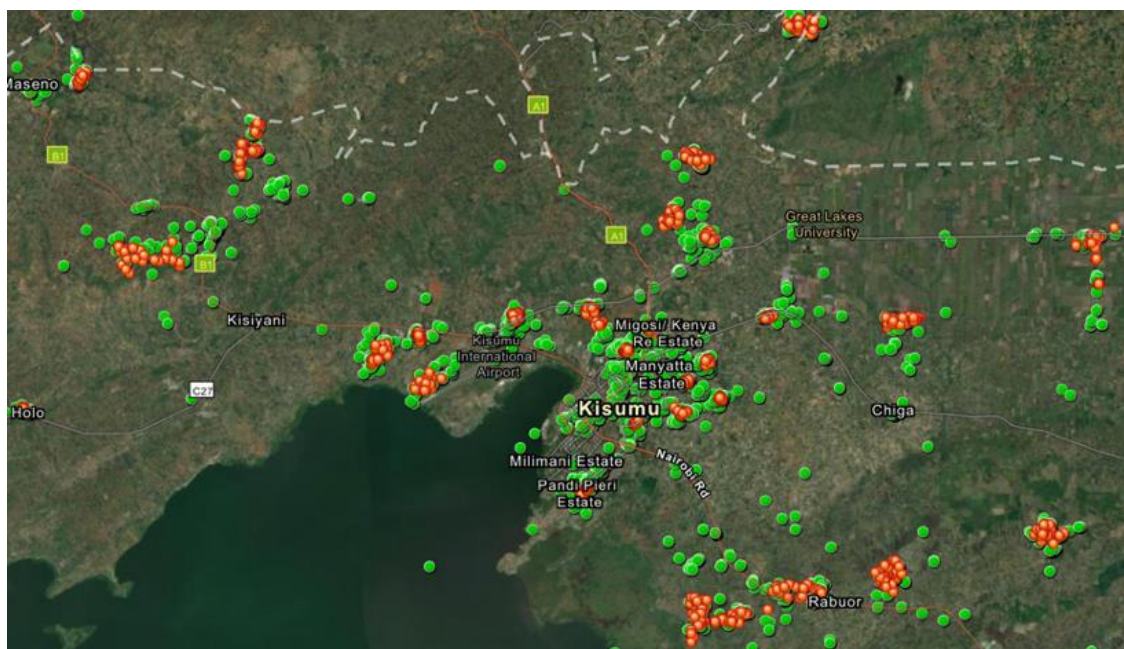 A1
Maseno
B1
Great Lakes
University
A1
B1
Kisiyani
Migosi/ Kenya
Re Estate
Kisumu
International
Airport
Manyatta
Estate
C27
Holo
Kisumu
Chiga
Milimani Estate
Nairobi Rd
Pandi Pieri
Estate
Rabuor